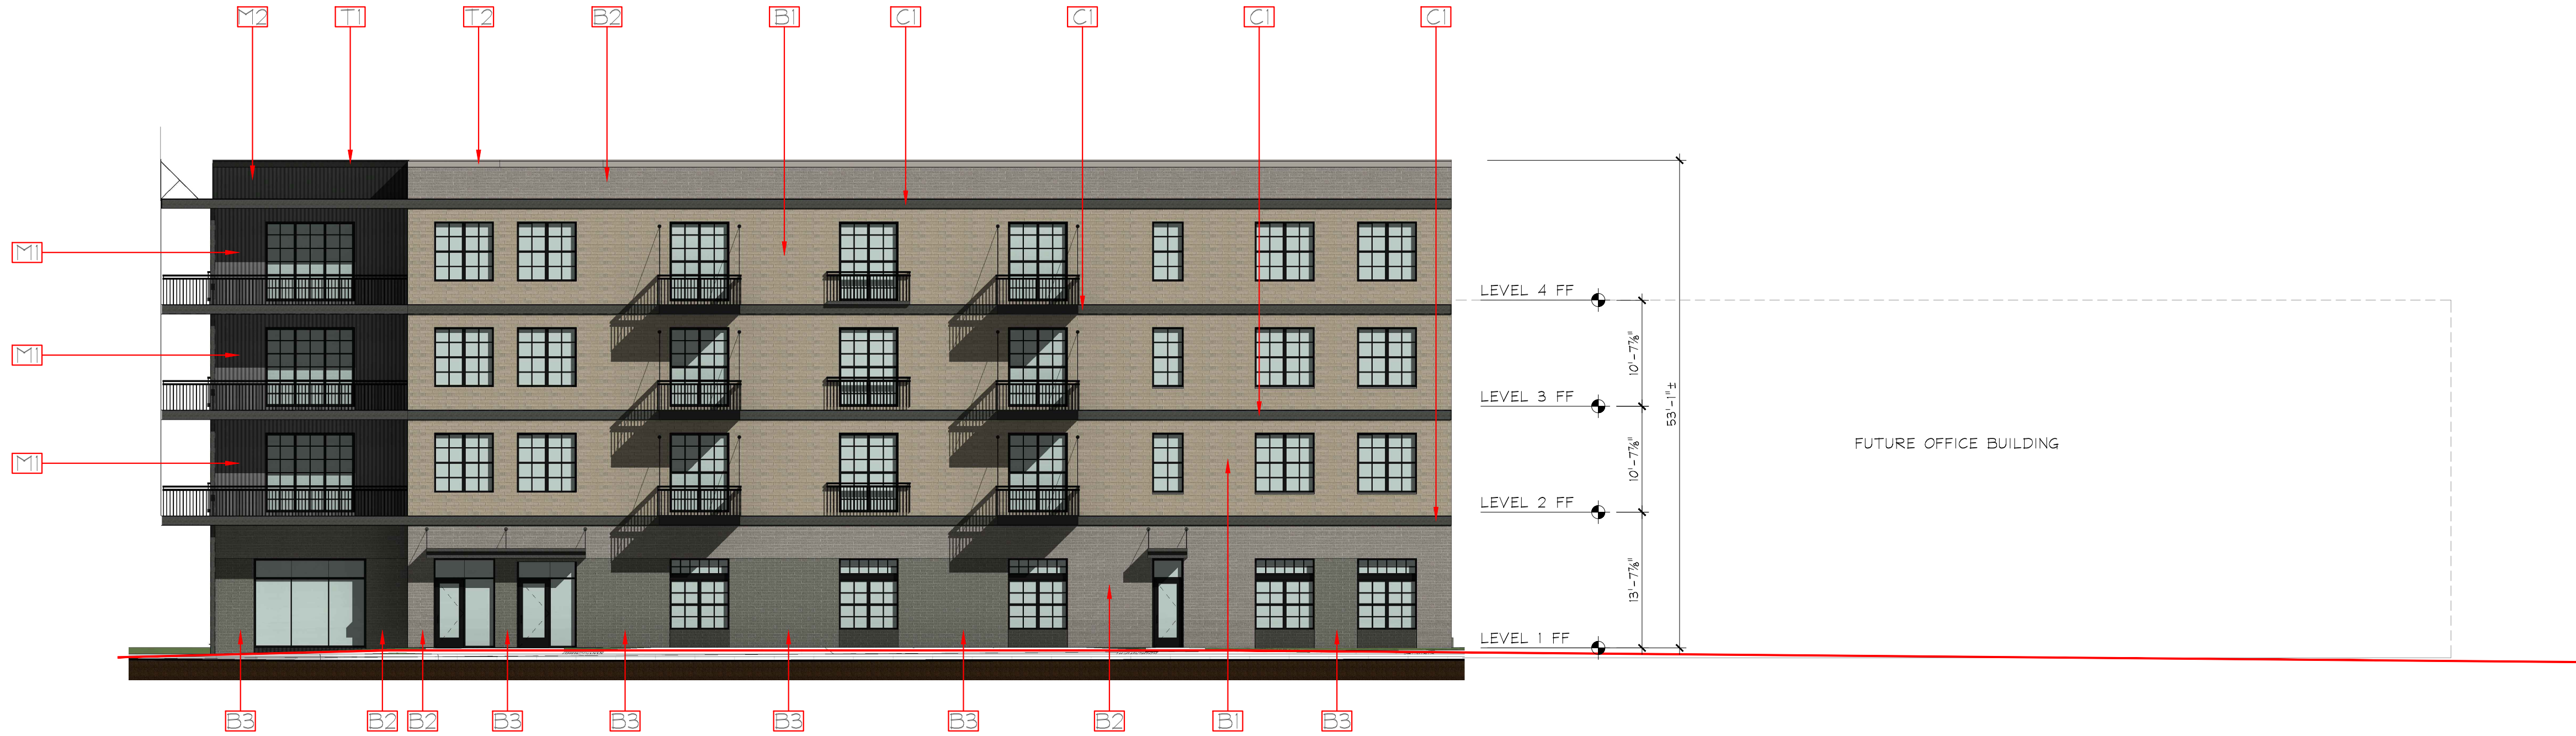 M2 T1 T2 B2 B1 C1 C1 C1 C1
M1
LEVEL 4 FF
10'-7⅞"
M1
53'-1"±
LEVEL 3 FF
FUTURE OFFICE BUILDING
10'-7⅞"
M1
LEVEL 2 FF
13'-7⅞"
LEVEL 1 FF
B3 B2 B2 B3 B3 B3 B3 B2 B1 B3